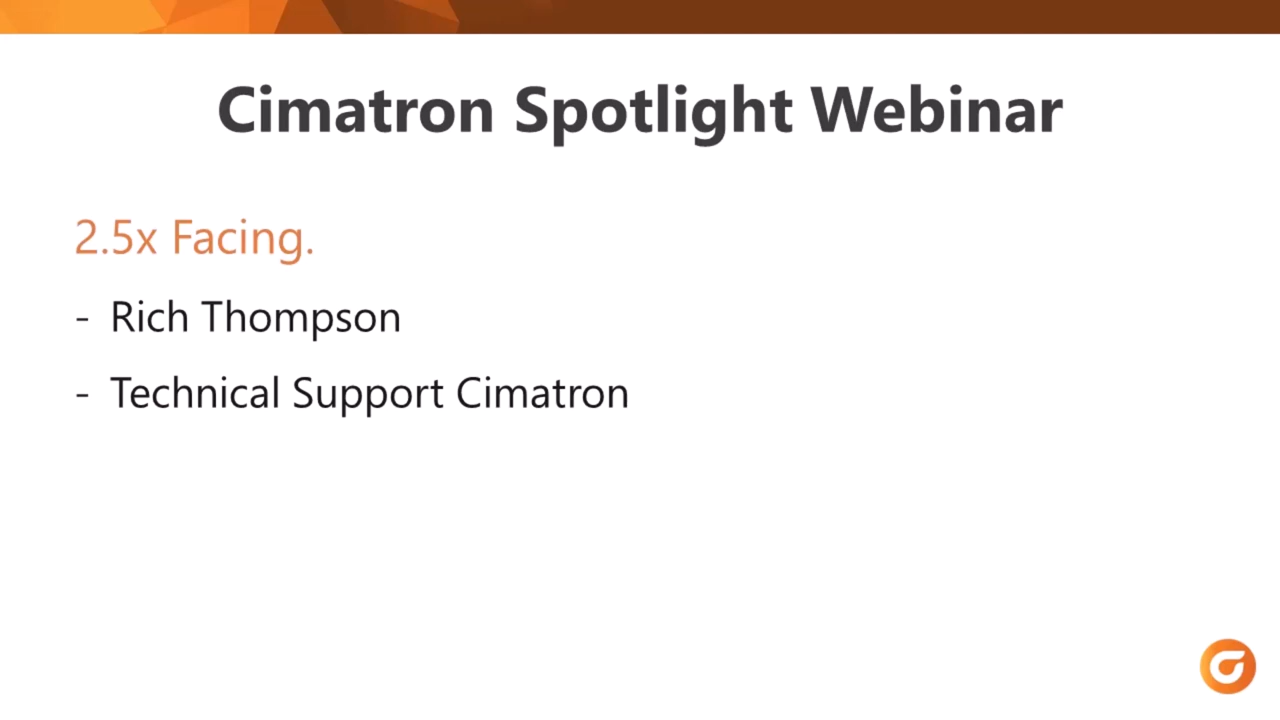 Cimatron Spotlight Webinar
2.5x Facing.
- Rich Thompson
- Technical Support Cimatron